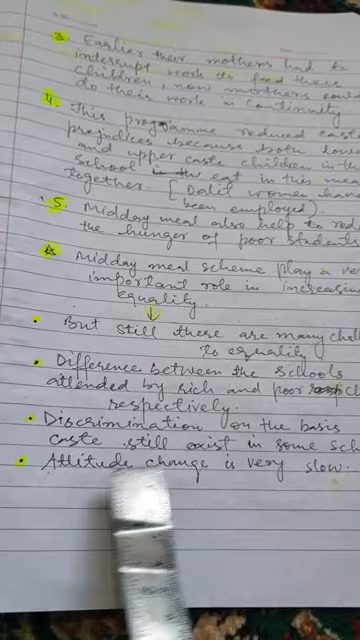 3. Earlier their mothers had to
interrupt work to feed their
children, now mothers could
do their work in continuity
4. This programme reduced caste
prejudices because both lower
and upper caste children in the
school eat in this meal
together. [Dalit women have
been employed).
5. Midday meal also help to red
the hunger of poor students
Midday meal scheme play a ve
important role in increasin
equality.
↓
• But still there are many chall
to equality
• Difference between the schools
attended by rich and poor ch
respectively.
• Discrimination on the basis
caste still exist in some sch
• Attitude change is very slow.